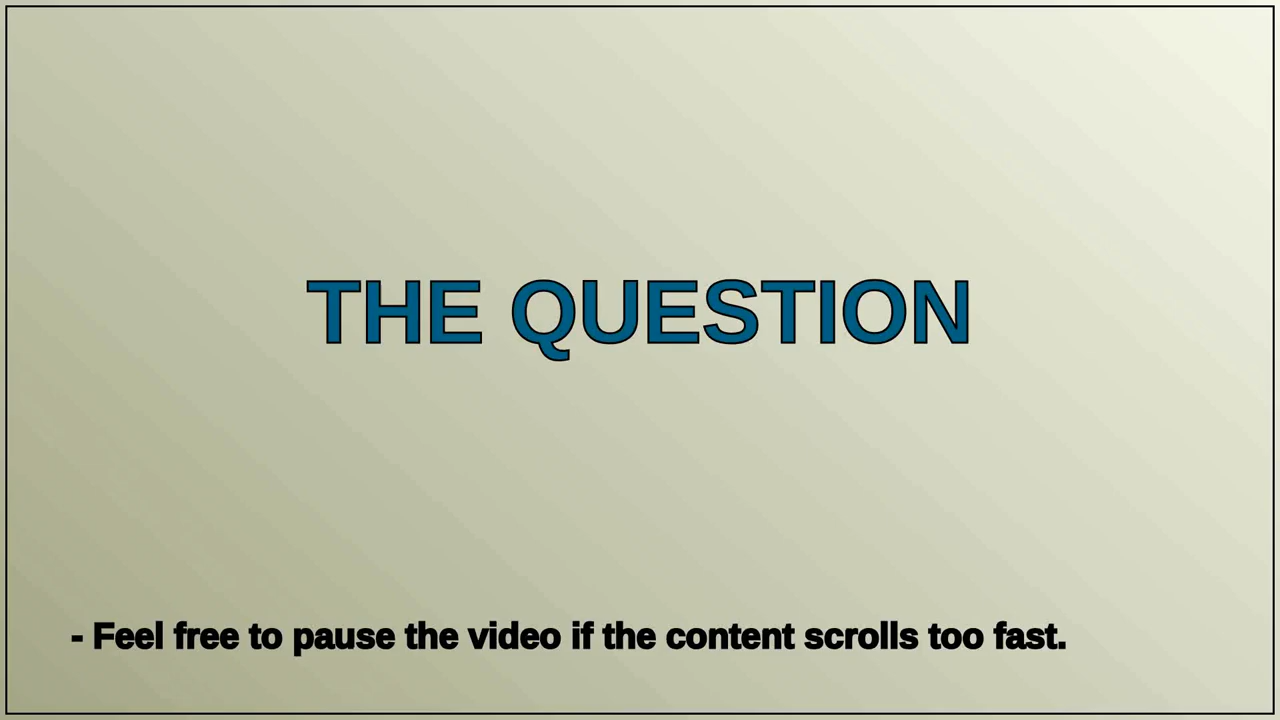 THE QUESTION
- Feel free to pause the video if the content scrolls too fast.